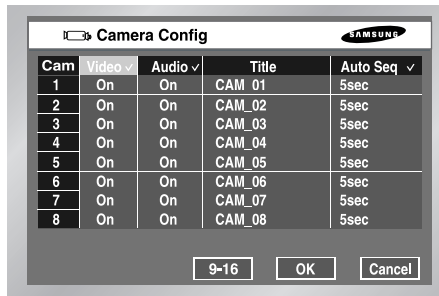 Camera Config SAMSUNG
Cam Video ✓ Audio ✓ Title Auto Seq ✓
1 On On CAM 01 5sec
2 On On CAM_02 5sec
3 On On CAM_03 5sec
4 On On CAM_04 5sec
5 On On CAM_05 5sec
6 On On CAM_06 5sec
7 On On CAM_07 5sec
8 On On CAM_08 5sec
9-16 OK Cancel